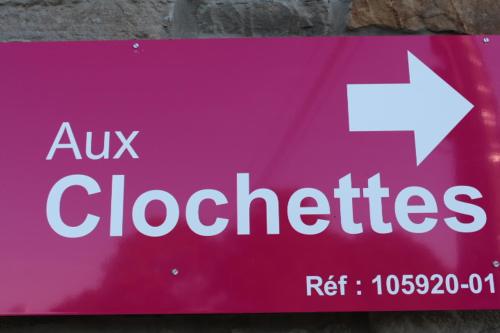 Aux
Clochettes
Réf : 105920-01